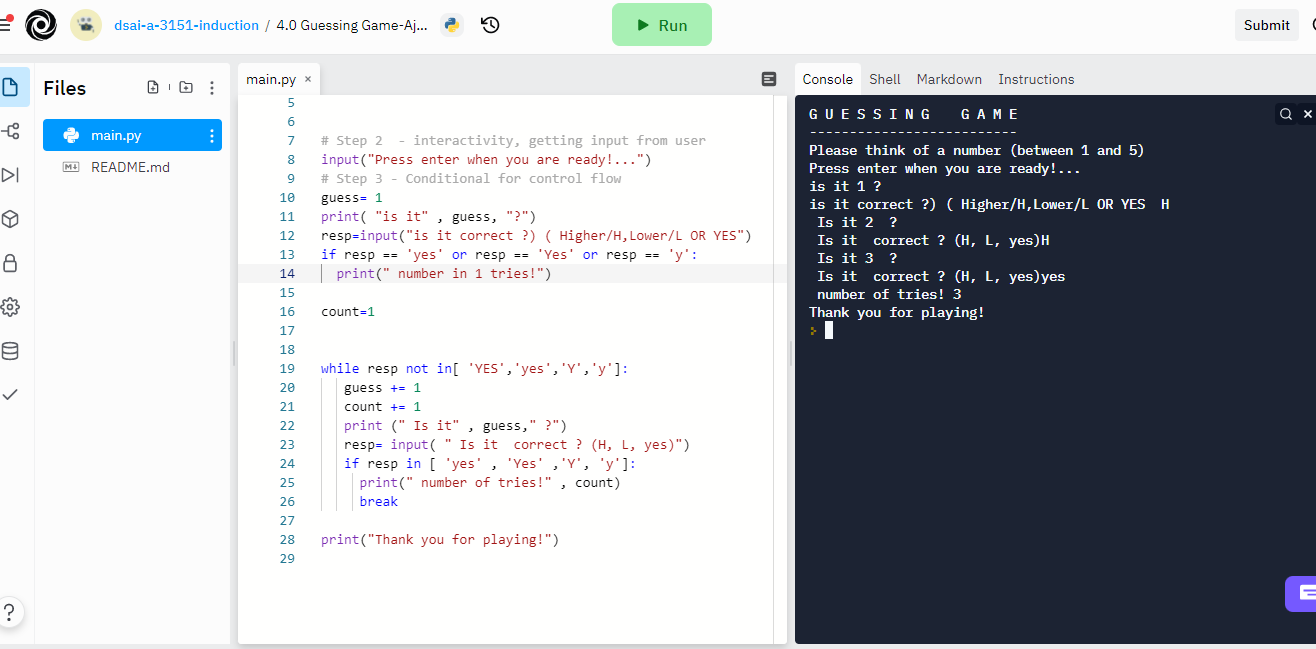 dsai-a-3151-induction / 4.0 Guessing Game-Aj...
Run
Submit
Files
main.py
README.md
main.py ×
5
6
7 # Step 2  - interactivity, getting input from user
8 input("Press enter when you are ready!...")
9 # Step 3 - Conditional for control flow
10 guess= 1
11 print( "is it" , guess, "?")
12 resp=input("is it correct ?) ( Higher/H,Lower/L OR YES")
13 if resp == 'yes' or resp == 'Yes' or resp == 'y':
14   print(" number in 1 tries!")
15
16 count=1
17
18
19 while resp not in[ 'YES','yes','Y','y']:
20    guess += 1
21    count += 1
22    print (" Is it" , guess," ?")
23    resp= input( " Is it  correct ? (H, L, yes)")
24    if resp in [ 'yes' , 'Yes' ,'Y', 'y']:
25      print(" number of tries!" , count)
26      break
27
28 print("Thank you for playing!")
29
Console Shell Markdown Instructions
G U E S S I N G   G A M E
--------------------------
Please think of a number (between 1 and 5)
Press enter when you are ready!...
is it 1 ?
is it correct ?) ( Higher/H,Lower/L OR YES  H
 Is it 2  ?
 Is it  correct ? (H, L, yes)H
 Is it 3  ?
 Is it  correct ? (H, L, yes)yes
 number of tries! 3
Thank you for playing!
?